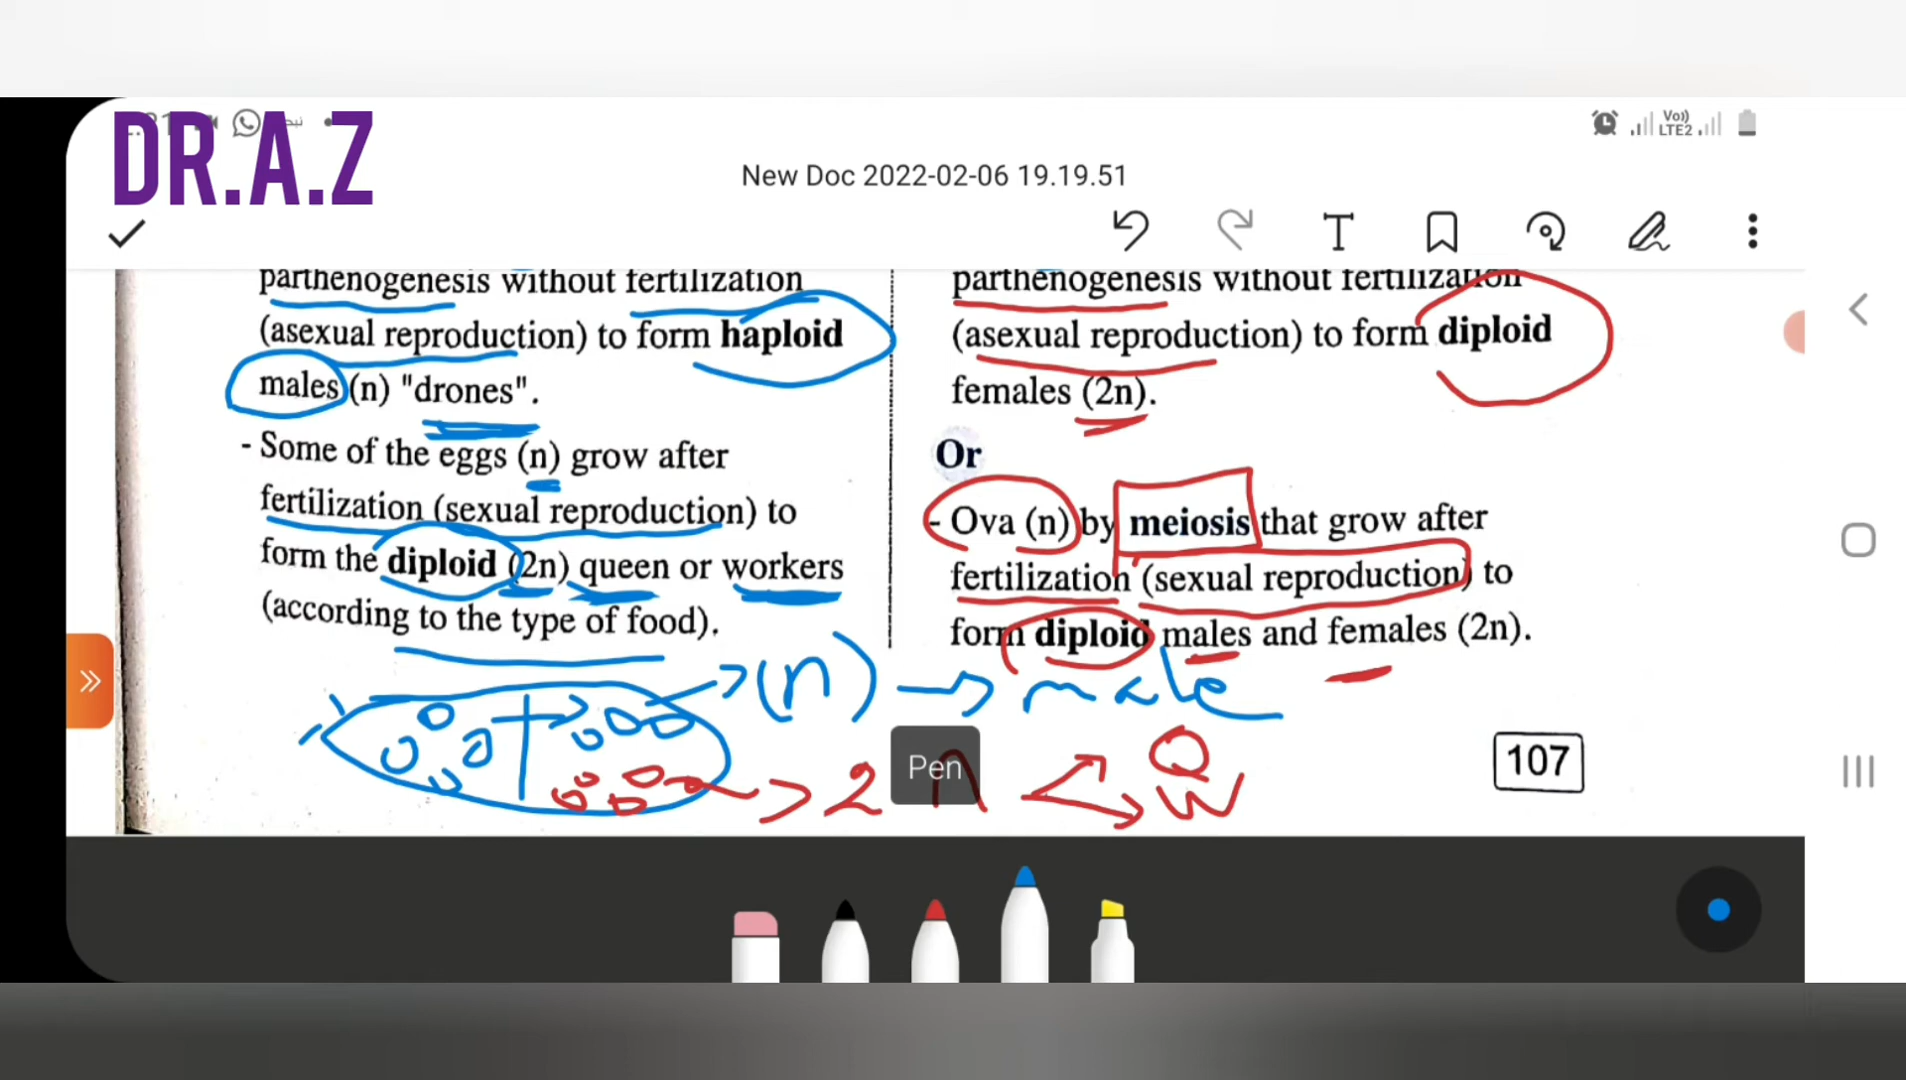 DR.A.Z
Vo))
LTE2
New Doc 2022-02-06 19.19.51
T
parthenogenesis without fertilization
(asexual reproduction) to form haploid
males (n) "drones".
- Some of the eggs (n) grow after
fertilization (sexual reproduction) to
form the diploid (2n) queen or workers
(according to the type of food).
parthenogenesis without fertilization
(asexual reproduction) to form diploid
females (2n).
Or
- Ova (n) by meiosis that grow after
fertilization (sexual reproduction) to
form diploid males and females (2n).
(n) → male
2 n
Q
W
Pen
107